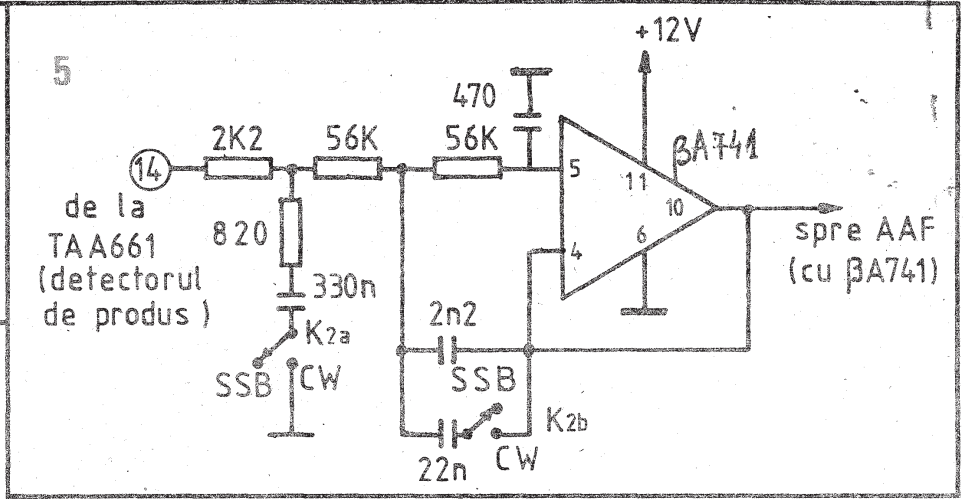 5
+12V
470
2K2
56K
56K
βA741
14
5
11
10
de la
TAA661
(detectorul
de produs)
820
4
6
spre AAF
(cu βA741)
330n
2n2
K2a
SSB
CW
SSB
K2b
22n
CW